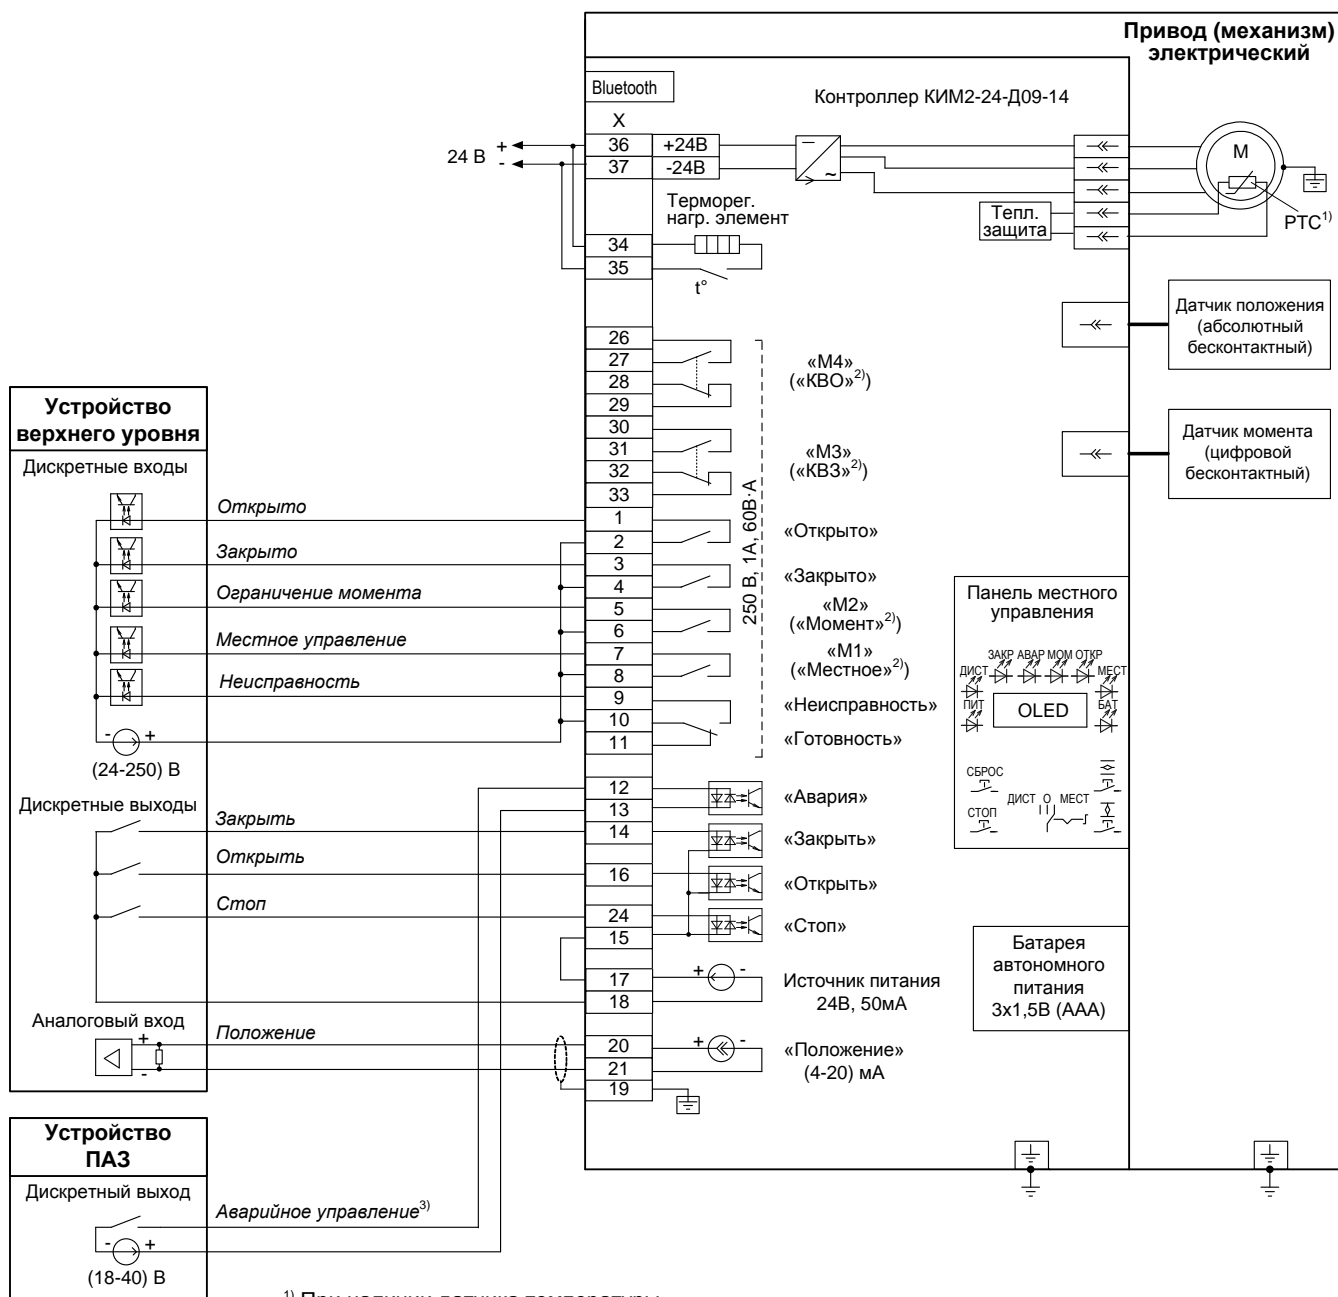 Привод (механизм)
электрический
Bluetooth
Контроллер КИМ2-24-Д09-14
X
24 В
+
-
36
+24В
37
-24В
М
PTC1)
Тепл.
защита
Терморег.
нагр. элемент
34
35
t°
Датчик положения
(абсолютный
бесконтактный)
Датчик момента
(цифровой
бесконтактный)
26
27
28
29
30
31
32
33
1
2
3
4
5
6
7
8
9
10
11
250 В, 1А, 60В·А
«М4»
(«КВО»2))
«М3»
(«КВЗ»2))
«Открыто»
«Закрыто»
«М2»
(«Момент»2))
«М1»
(«Местное»2))
«Неисправность»
«Готовность»
Устройство
верхнего уровня
Дискретные входы
Открыто
Закрыто
Ограничение момента
Местное управление
Неисправность
- +
(24-250) В
Дискретные выходы
Закрыть
Открыть
Стоп
Аналоговый вход
+
-
Положение
12
13
14
16
24
15
17
18
20
21
19
«Авария»
«Закрыть»
«Открыть»
«Стоп»
+ -
Источник питания
24В, 50мА
+ -
«Положение»
(4-20) мА
Панель местного
управления
ЗАКР АВАР МОМ ОТКР
ДИСТ
МЕСТ
ПИТ
OLED
БАТ
СБРОС
ДИСТ О МЕСТ
СТОП
Батарея
автономного
питания
3х1,5В (ААА)
Устройство
ПАЗ
Дискретный выход
Аварийное управление3)
- +
(18-40) В
1) При наличии датчика температуры